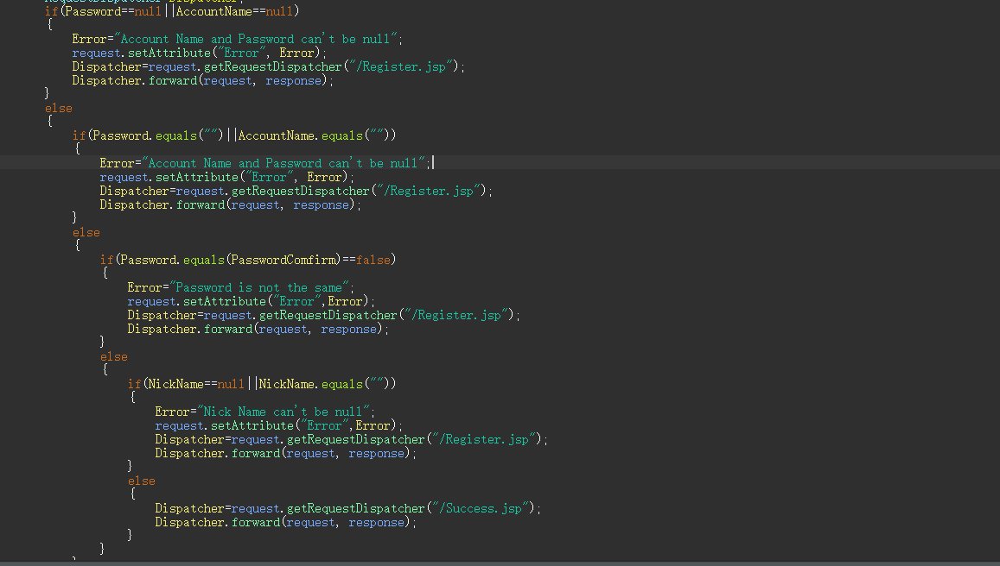 if(Password==null||AccountName==null)
{
Error="Account Name and Password can't be null";
request.setAttribute("Error", Error);
Dispatcher=request.getRequestDispatcher("/Register.jsp");
Dispatcher.forward(request, response);
}
else
{
if(Password.equals("")||AccountName.equals(""))
{
Error="Account Name and Password can't be null";
request.setAttribute("Error", Error);
Dispatcher=request.getRequestDispatcher("/Register.jsp");
Dispatcher.forward(request, response);
}
else
{
if(Password.equals(PasswordComfirm)==false)
{
Error="Password is not the same";
request.setAttribute("Error",Error);
Dispatcher=request.getRequestDispatcher("/Register.jsp");
Dispatcher.forward(request, response);
}
else
{
if(NickName==null||NickName.equals(""))
{
Error="Nick Name can't be null";
request.setAttribute("Error",Error);
Dispatcher=request.getRequestDispatcher("/Register.jsp");
Dispatcher.forward(request, response);
}
else
{
Dispatcher=request.getRequestDispatcher("/Success.jsp");
Dispatcher.forward(request, response);
}
}